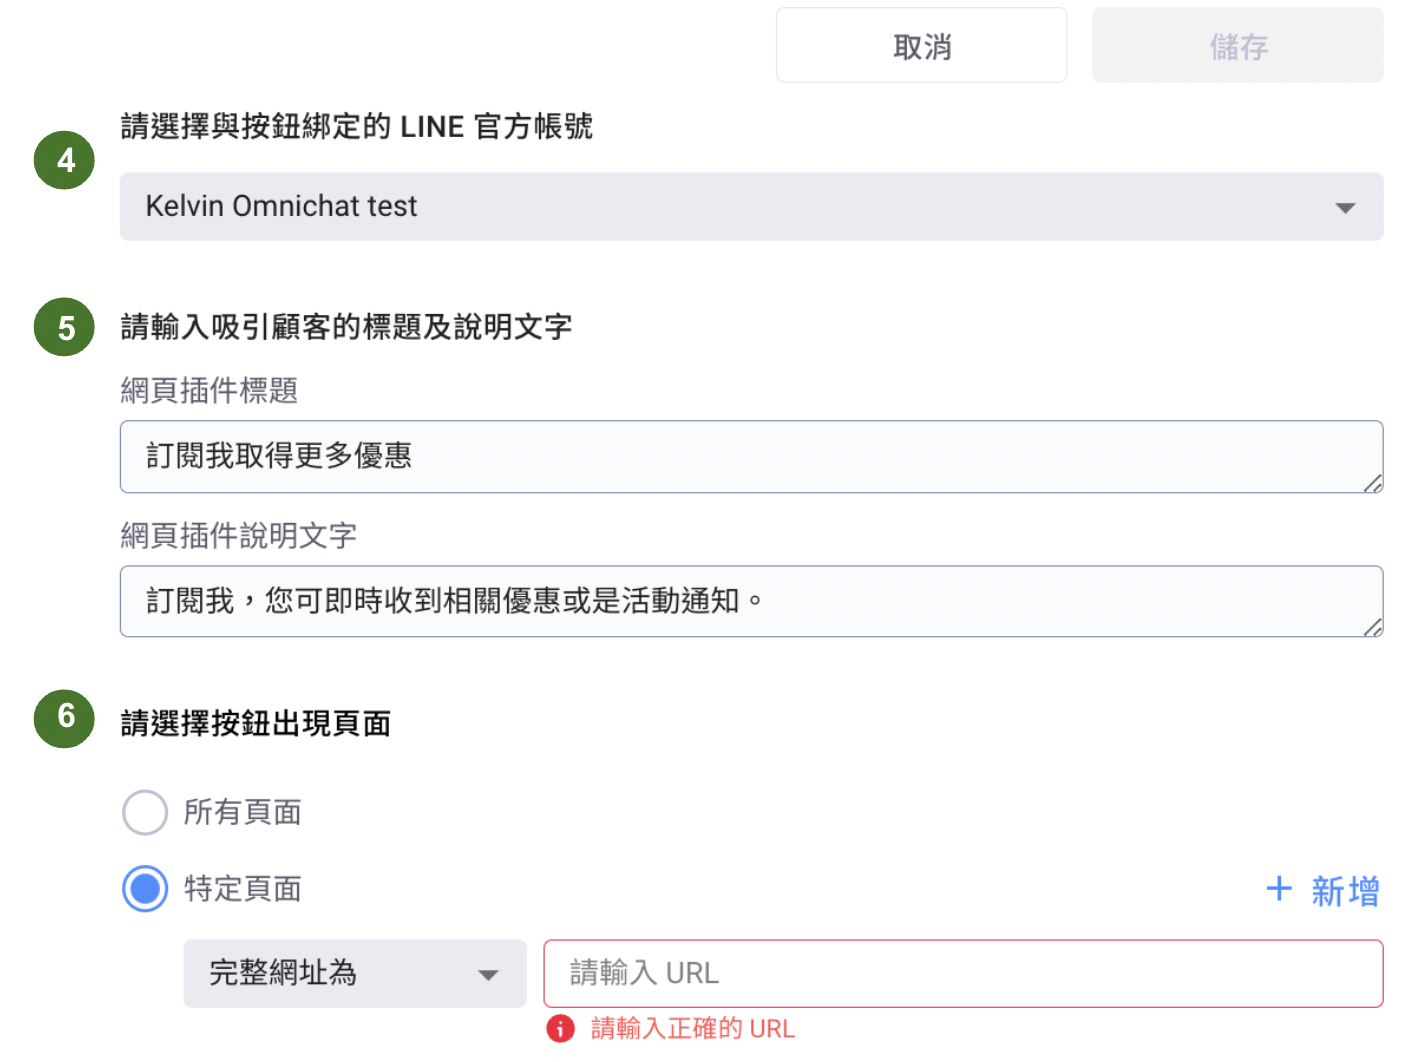 取消
儲存
4
請選擇與按鈕綁定的 LINE 官方帳號
Kelvin Omnichat test
5
請輸入吸引顧客的標題及說明文字
網頁插件標題
訂閱我取得更多優惠
網頁插件說明文字
訂閱我，您可即時收到相關優惠或是活動通知。
6
請選擇按鈕出現頁面
所有頁面
特定頁面
+ 新增
完整網址為
請輸入 URL
請輸入正確的 URL